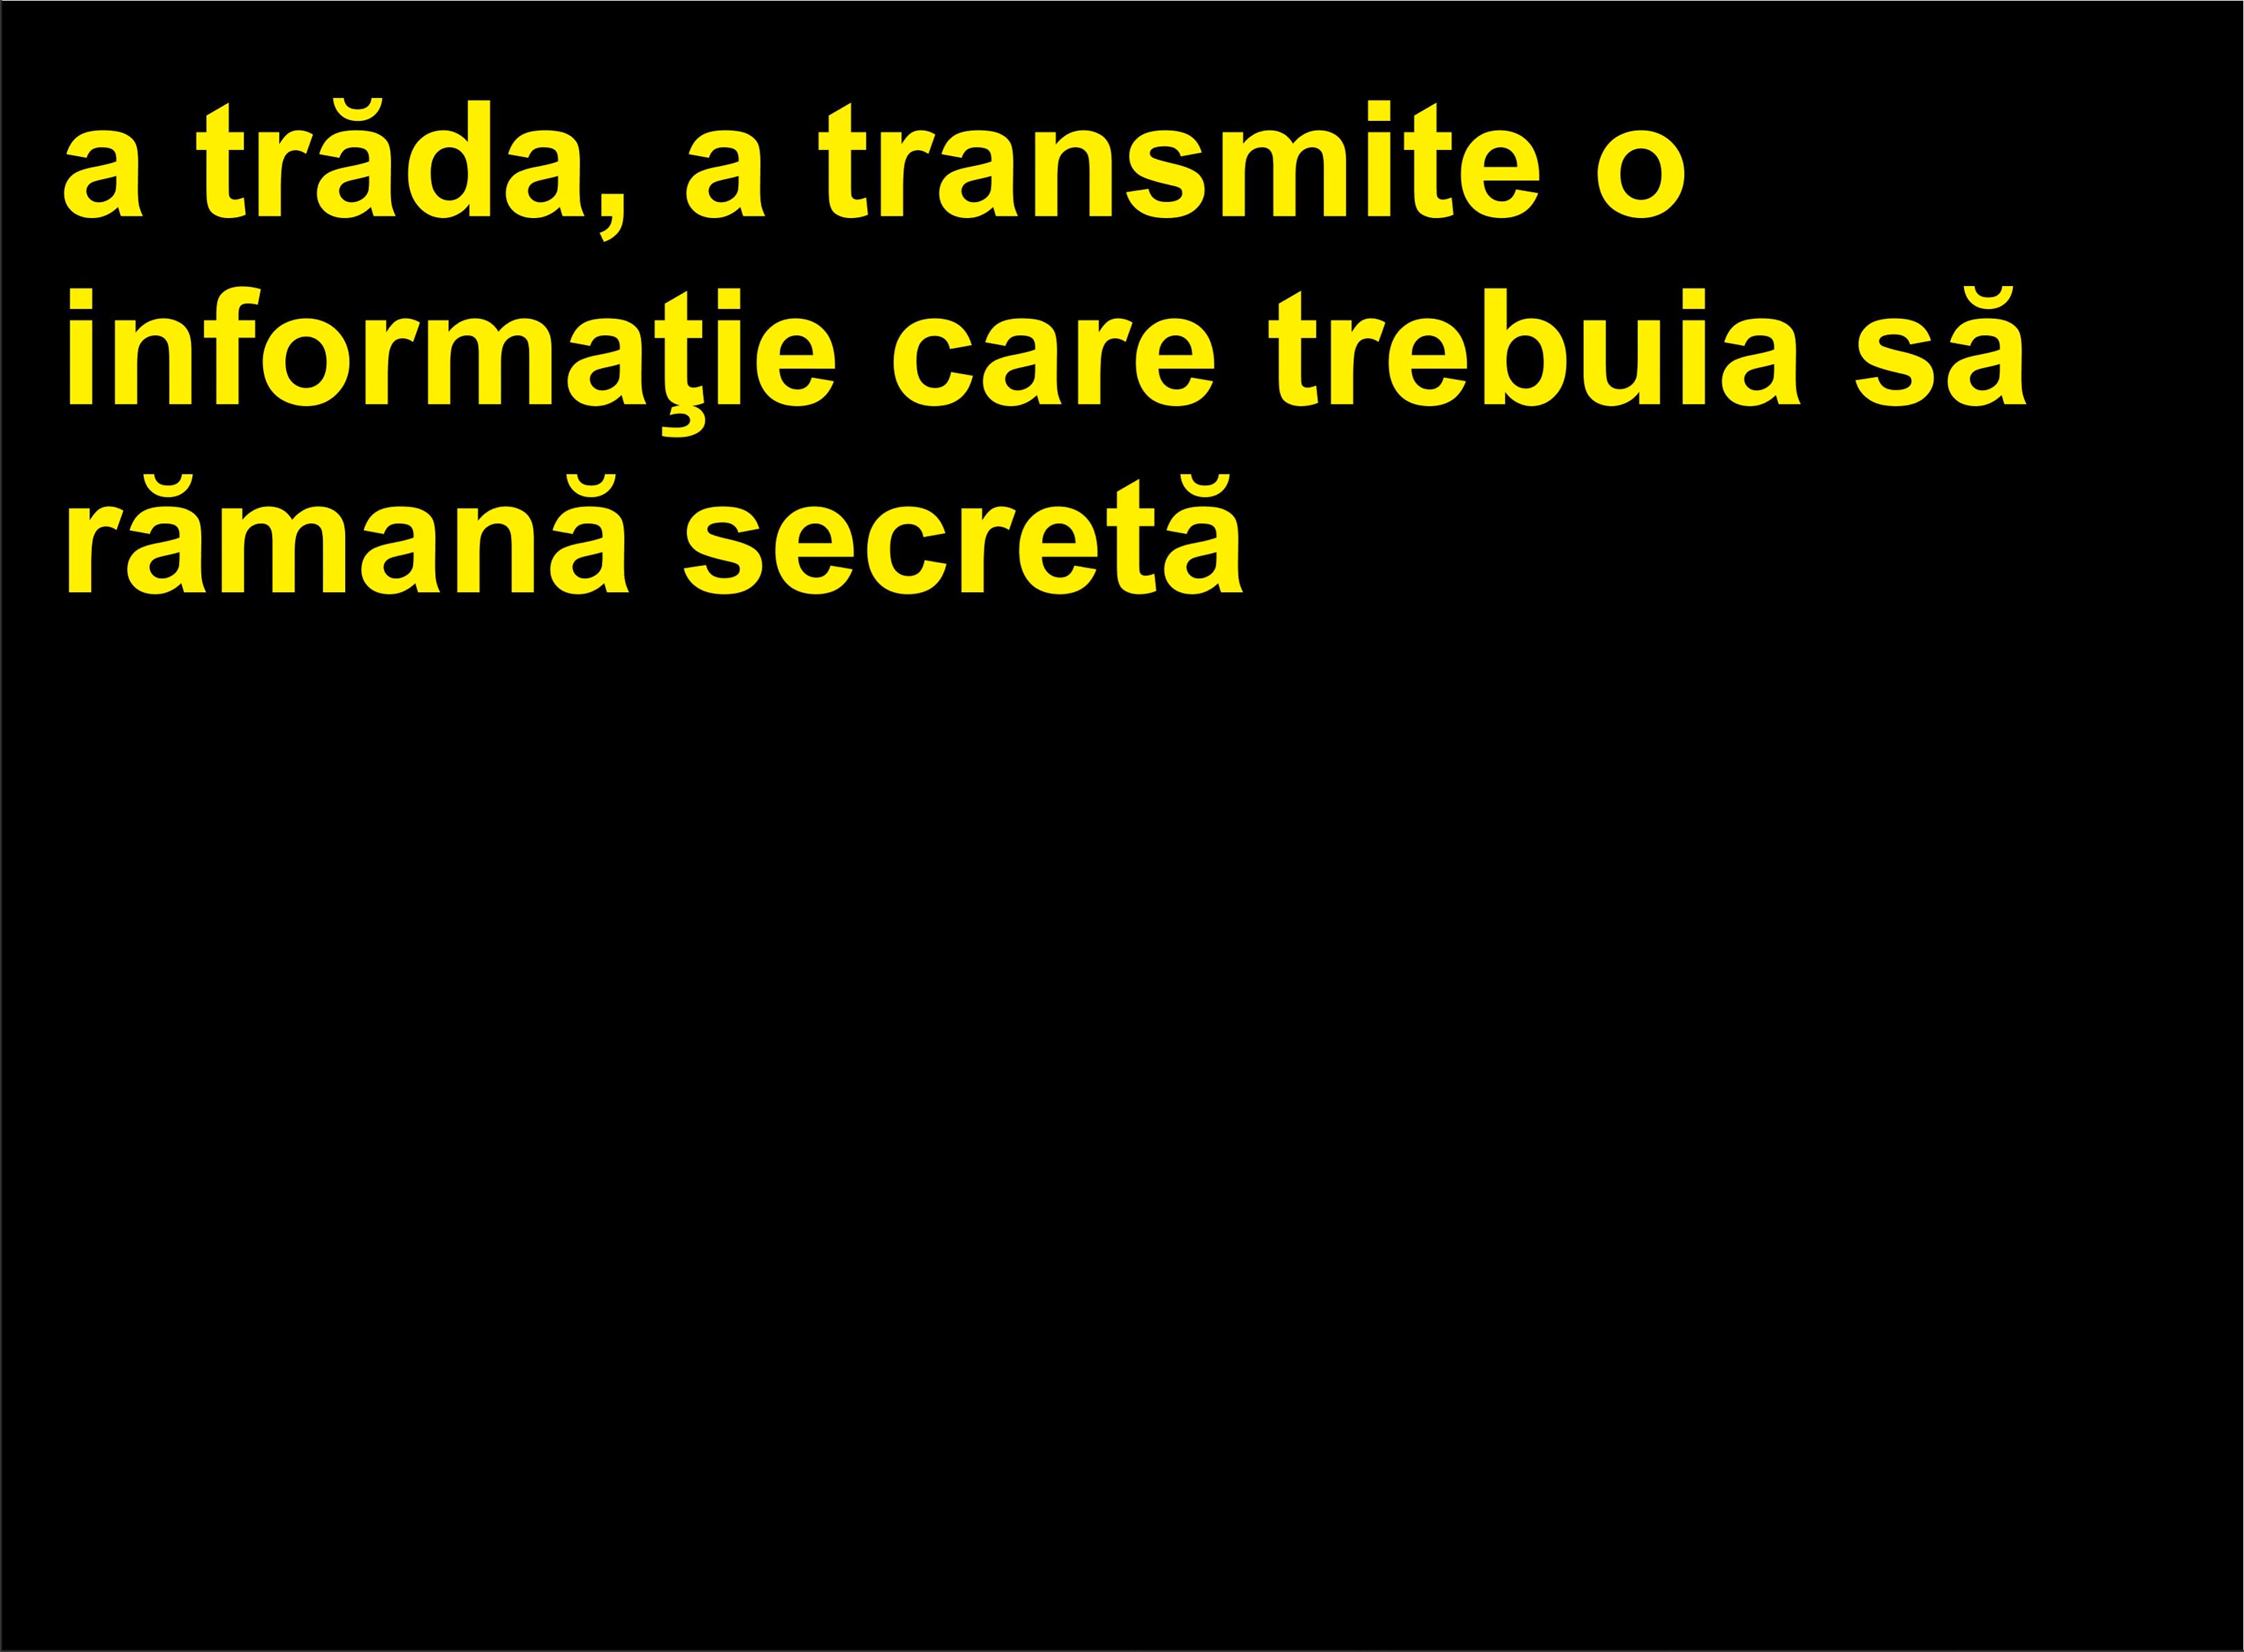 a trăda, a transmite o
informaţie care trebuia să
rămană secretă